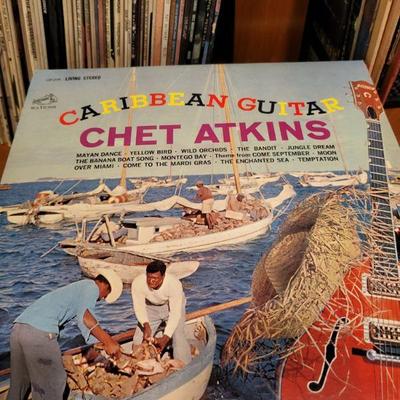 LIVING STEREO
RCA VICTOR
CARIBBEAN GUITAR
CHET ATKINS
MAYAN DANCE · YELLOW BIRD · WILD ORCHIDS · THE BANDIT · JUNGLE DREAM
THE BANANA BOAT SONG · MONTEGO BAY · Theme from COME SEPTEMBER · MOON
OVER MIAMI · COME TO THE MARDI GRAS · THE ENCHANTED SEA · TEMPTATION